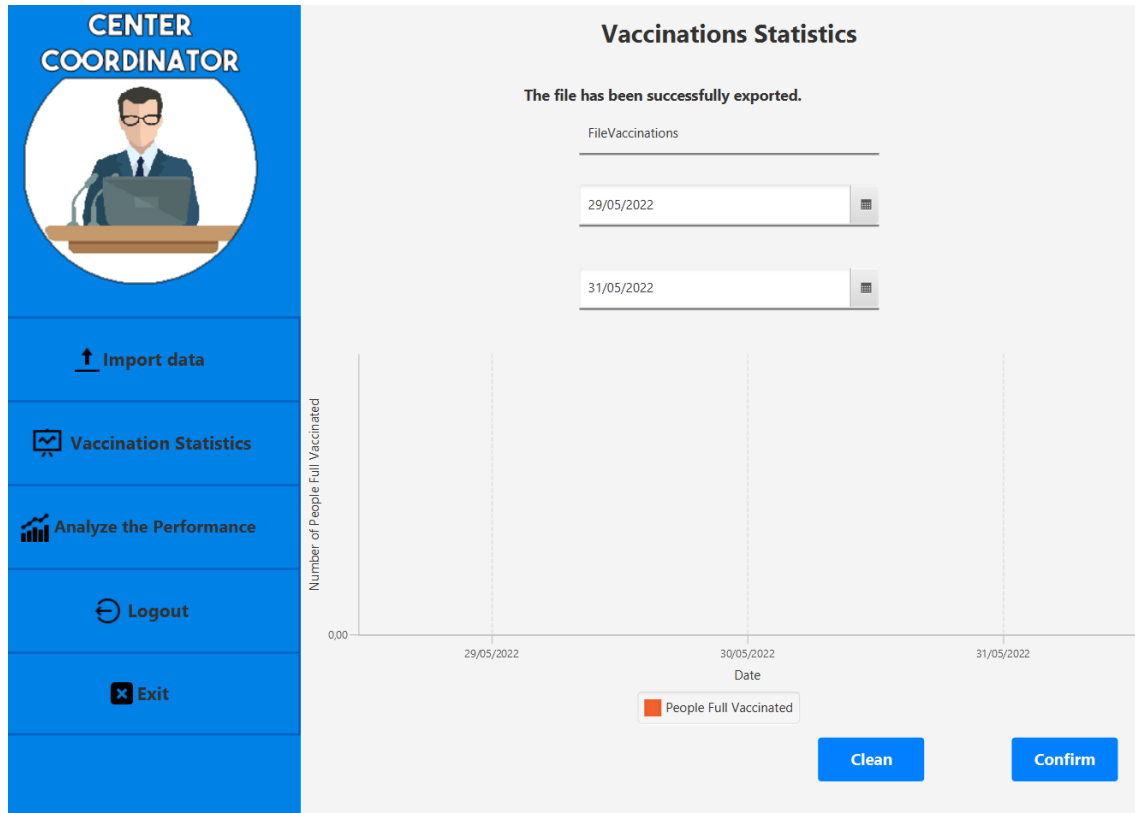 CENTER
COORDINATOR
Import data
Vaccination Statistics
Analyze the Performance
Logout
Exit
Vaccinations Statistics
The file has been successfully exported.
FileVaccinations
29/05/2022
31/05/2022
Number of People Full Vaccinated
0,00
29/05/2022
30/05/2022
31/05/2022
Date
People Full Vaccinated
Clean
Confirm